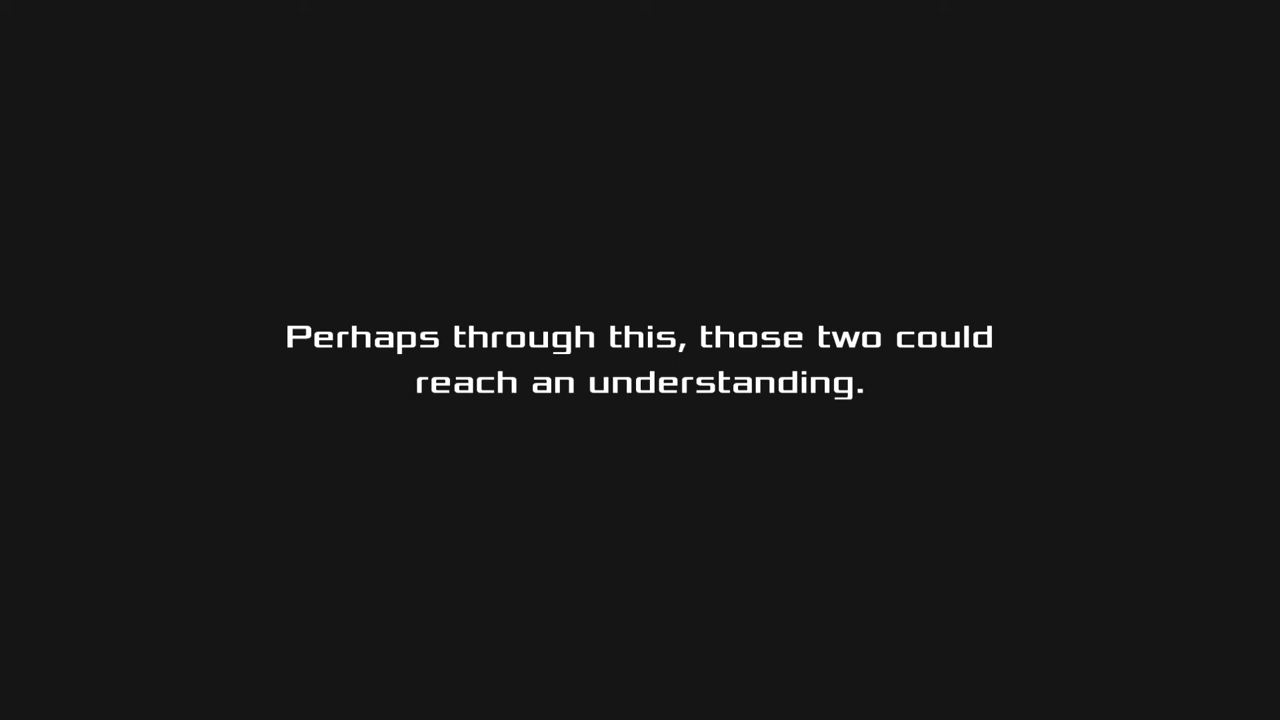 Perhaps through this, those two could
reach an understanding.